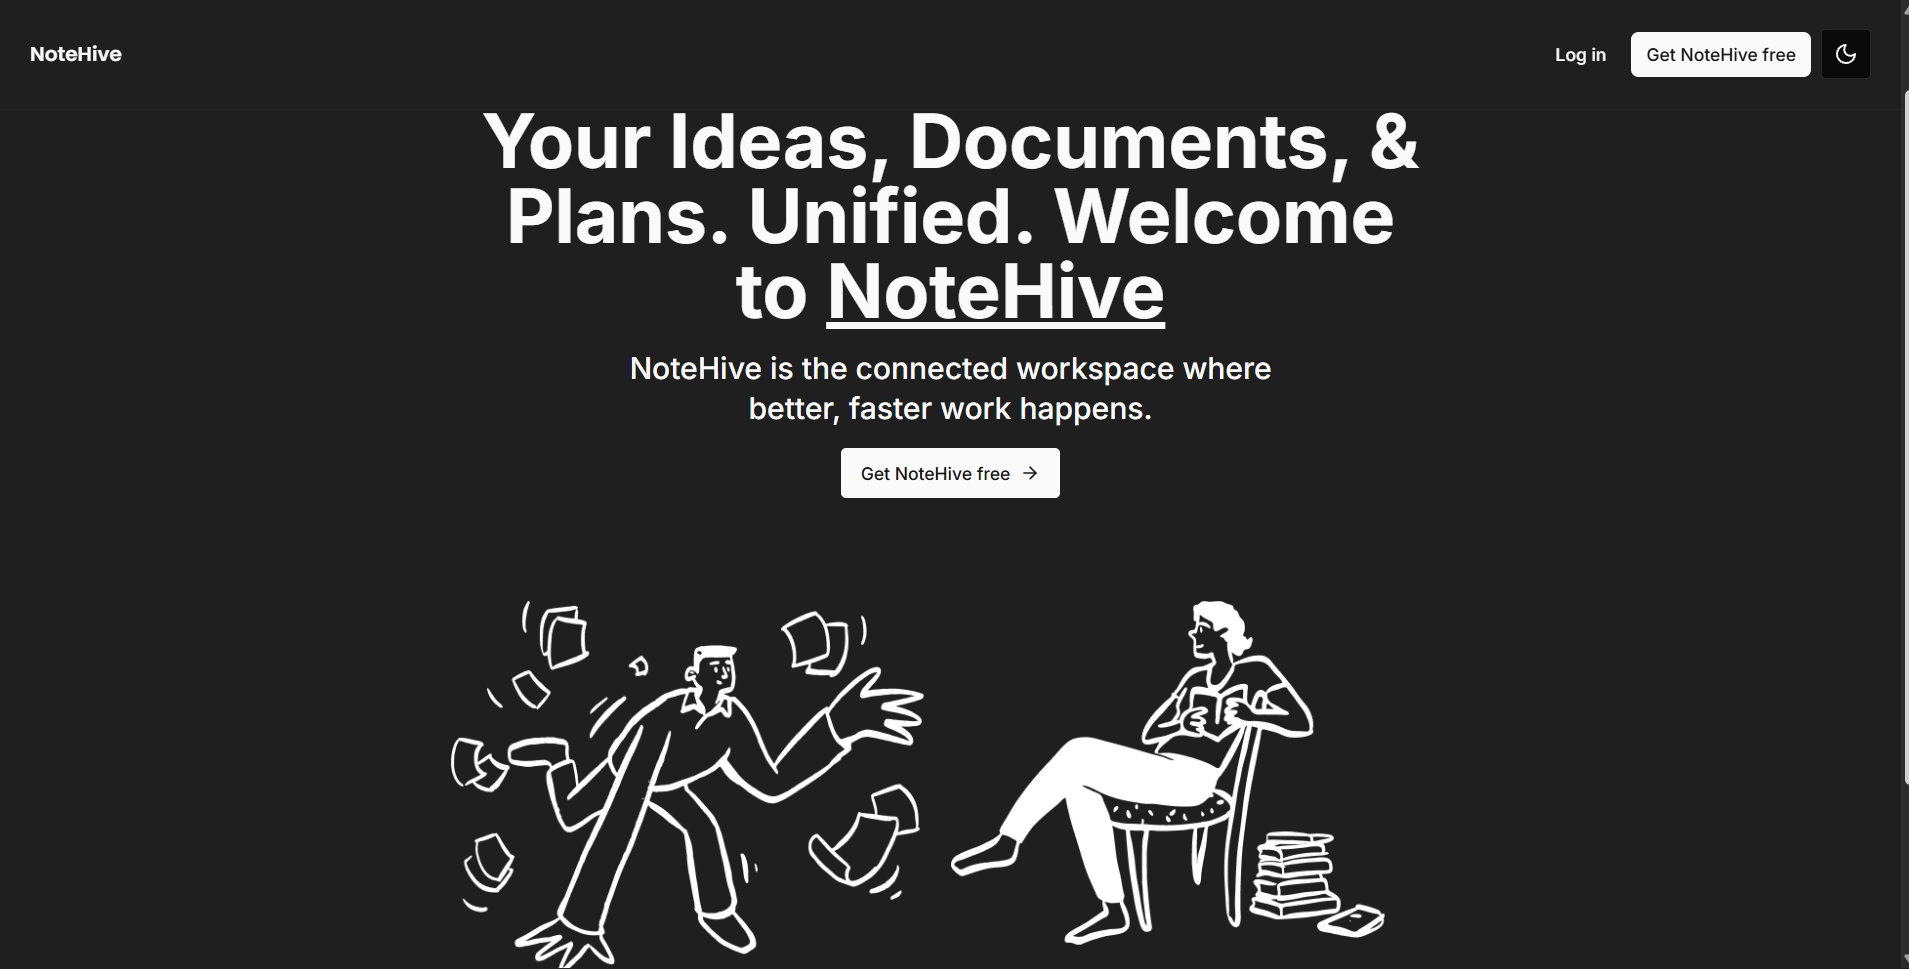 NoteHive
Log in
Get NoteHive free
Your Ideas, Documents, &
Plans. Unified. Welcome
to NoteHive
NoteHive is the connected workspace where
better, faster work happens.
Get NoteHive free